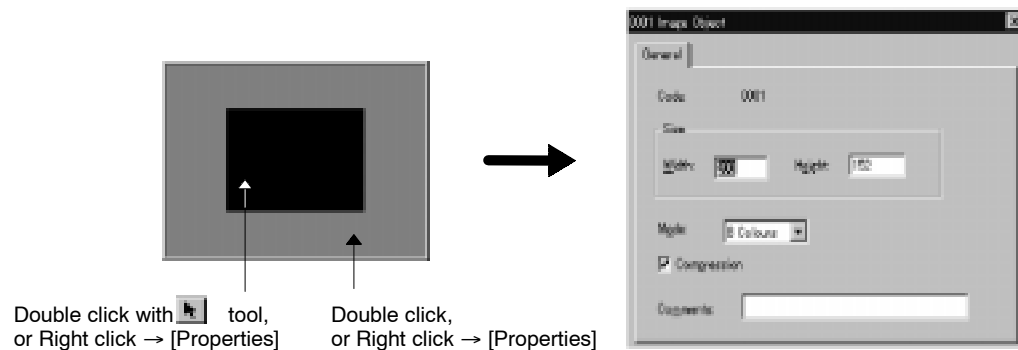 0001 Image Object
General
Code: 0001
Size
Width: Height: 152
Mode: 8 Colours
Compression
Comments:
Double click with tool,
or Right click → [Properties]
Double click,
or Right click → [Properties]